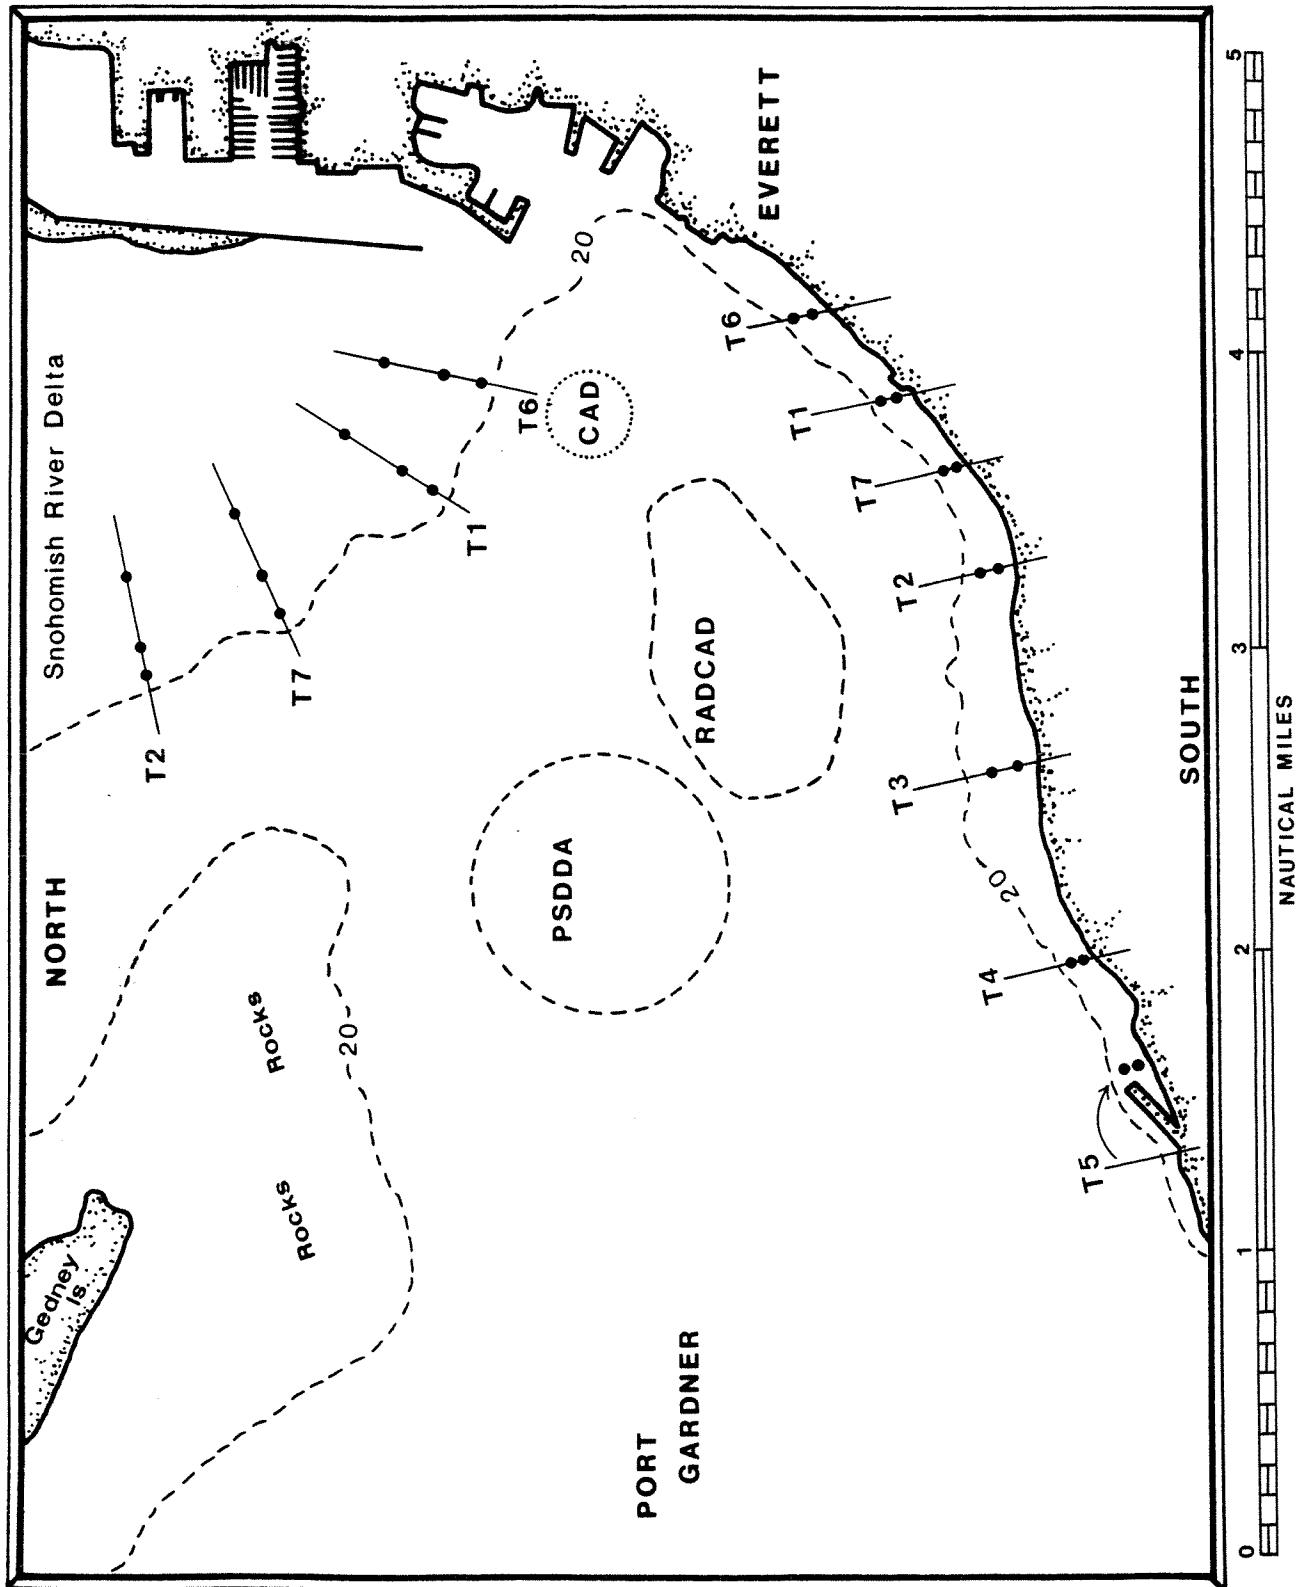 NORTH
Snohomish River Delta
Gedney
Is.
Rocks
Rocks
20
T2
T7
T1
T6
20
CAD
EVERETT
PSDDA
RADCAD
PORT
GARDNER
T6
T1
T7
T2
T3
20
T4
T5
SOUTH
0
1
2
3
4
5
NAUTICAL MILES